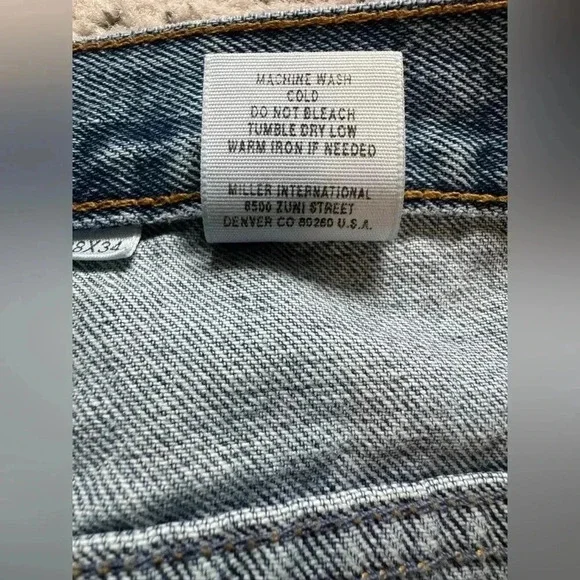 MACHINE WASH
COLD
DO NOT BLEACH
TUMBLE DRY LOW
WARM IRON IF NEEDED
MILLER INTERNATIONAL
8500 ZUNI STREET
DENVER CO 80260 U.S.A.
8X34